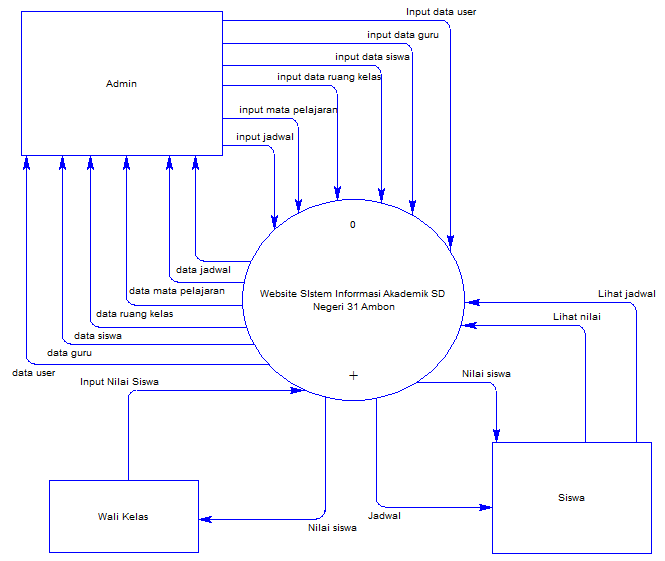 Input data user
input data guru
input data siswa
input data ruang kelas
input mata pelajaran
input jadwal
Admin
0
Website SIstem Inforrmasi Akademik SD
Negeri 31 Ambon
+
data jadwal
data mata pelajaran
data ruang kelas
data siswa
data guru
data user
Lihat jadwal
Lihat nilai
Input Nilai Siswa
Nilai siswa
Wali Kelas
Nilai siswa
Jadwal
Siswa